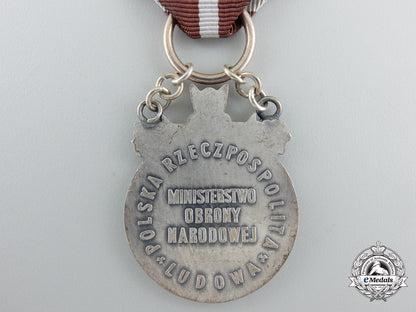 POLSKA RZECZPOSPOLITA
* LUDOWA *
MINISTERSTWO
OBRONY
NARODOWEJ
eMedals